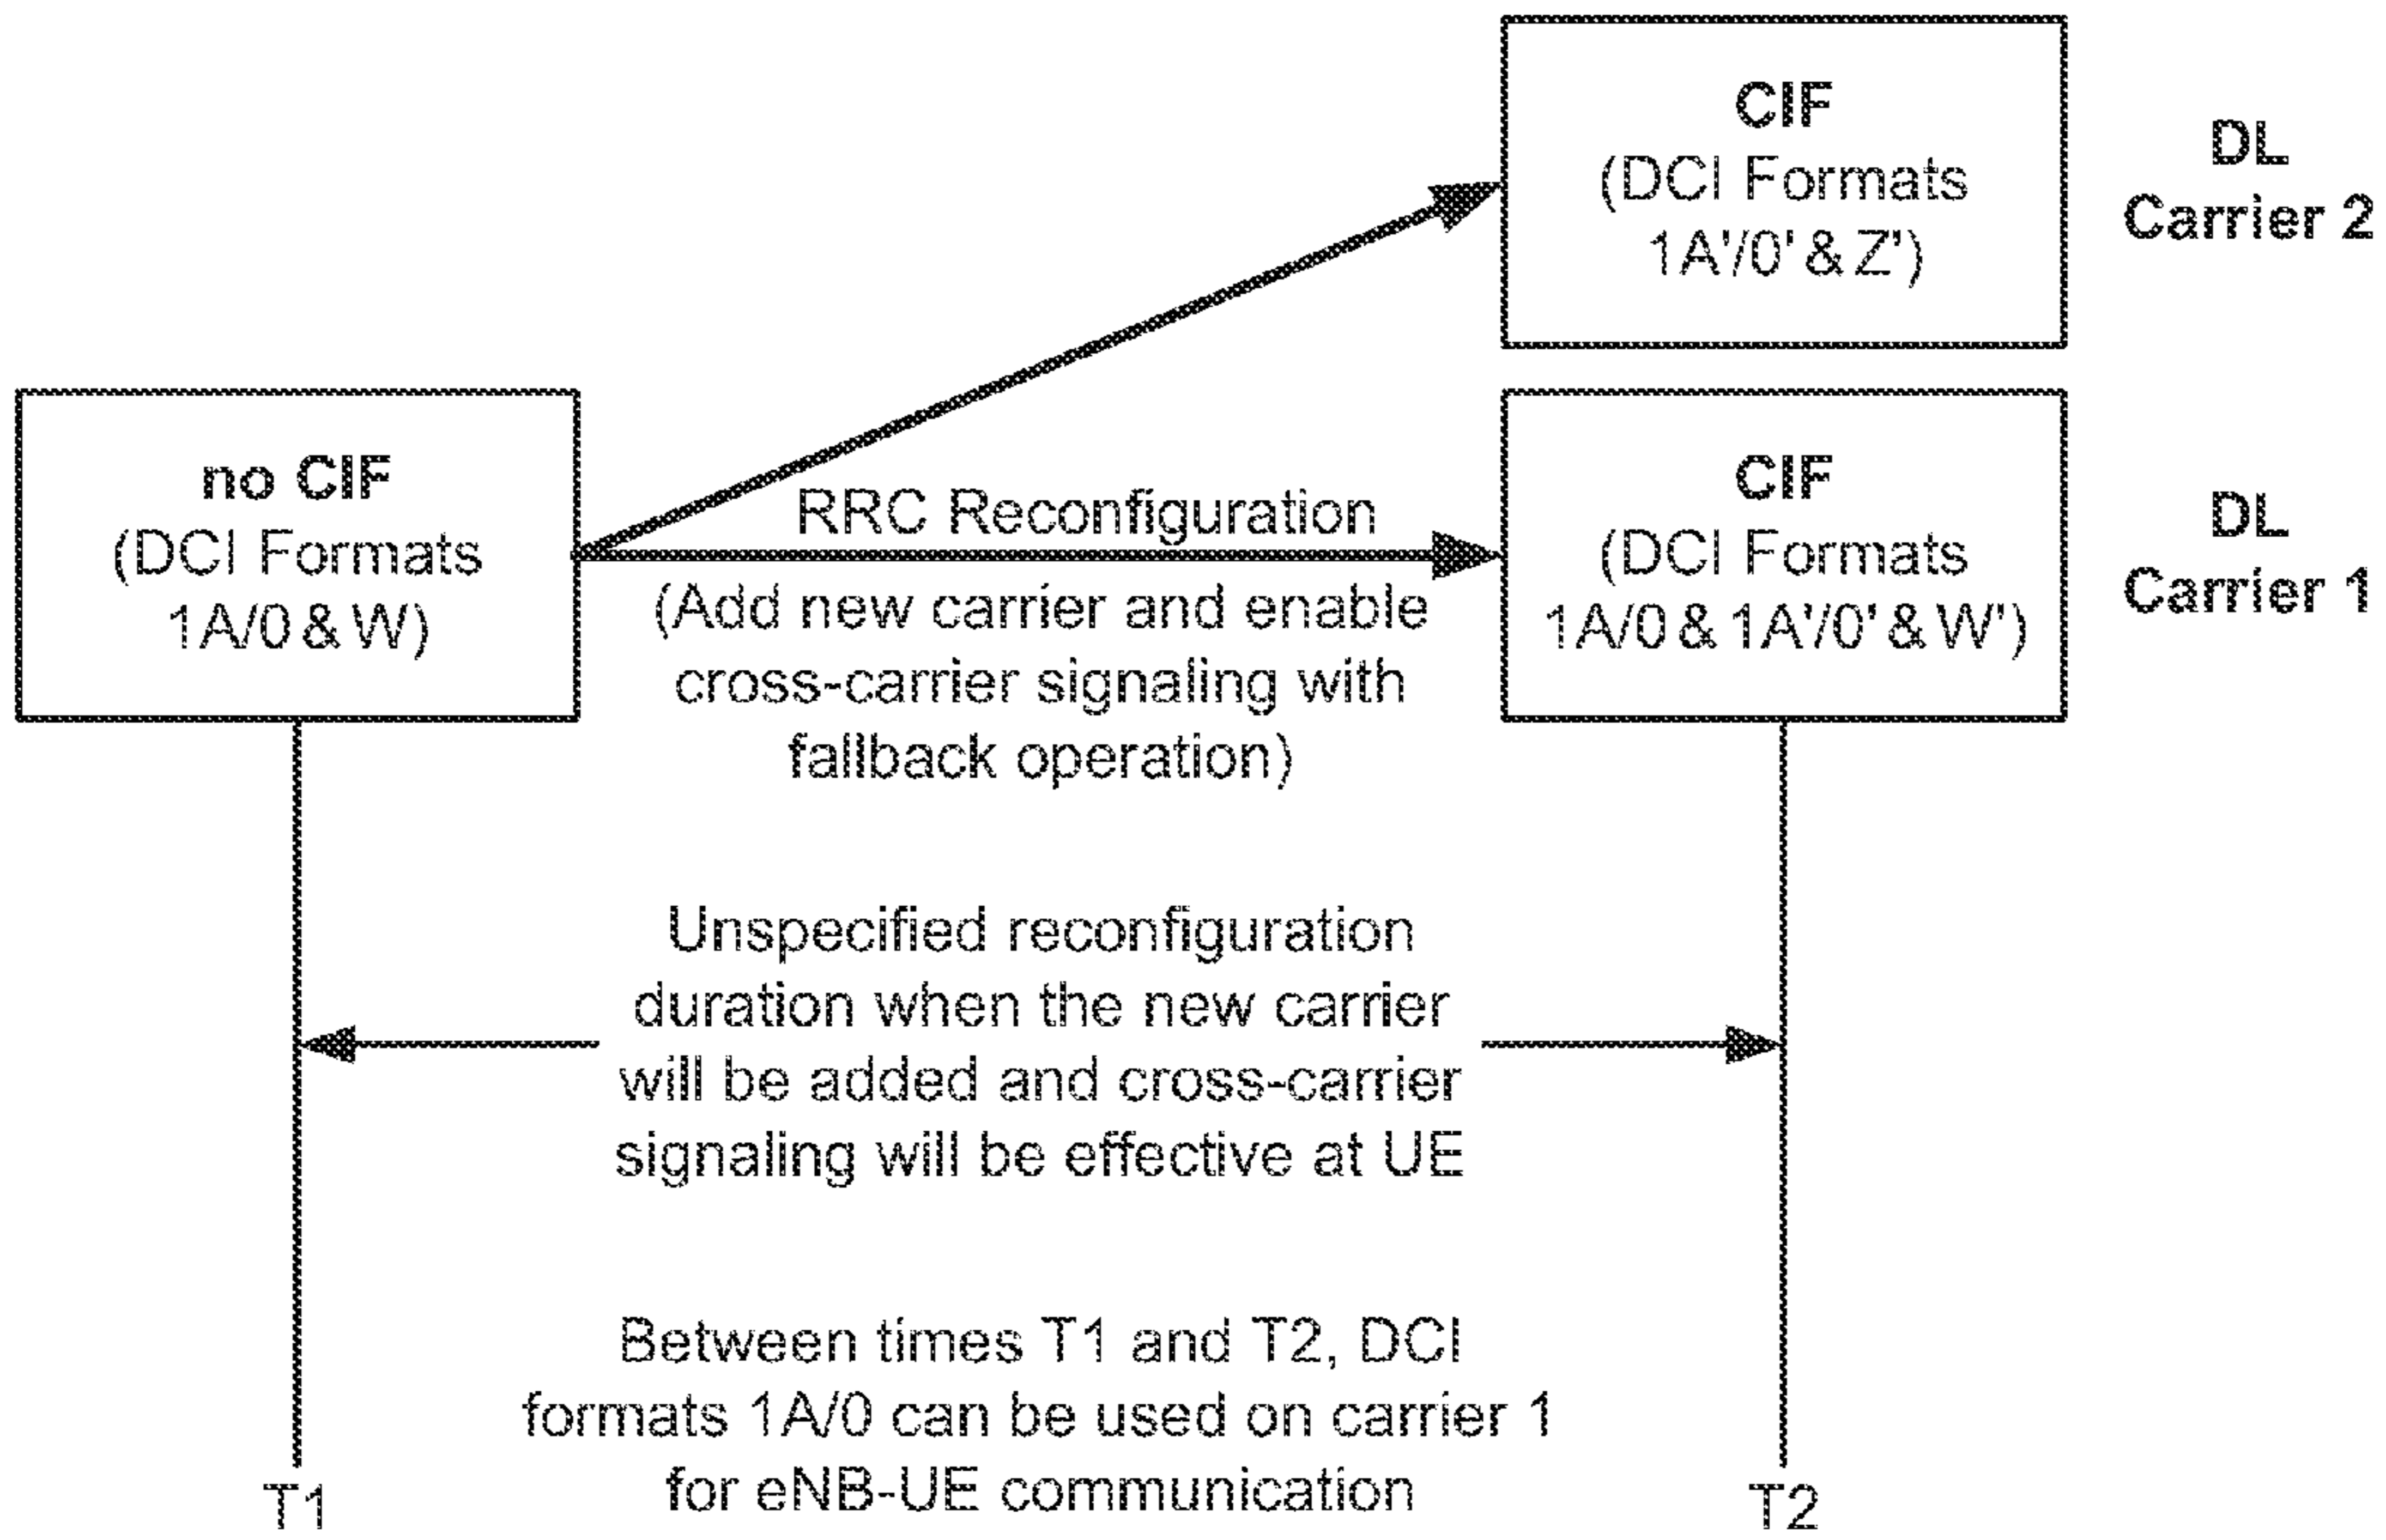 CIF
(DCI Formats
1A'/0' & Z')
DL
Carrier 2
no CIF
(DCI Formats
1A/0 & W)
RRC Reconfiguration
(Add new carrier and enable
cross-carrier signaling with
fallback operation)
CIF
(DCI Formats
1A/0 & 1A'/0' & W')
DL
Carrier 1
Unspecified reconfiguration
duration when the new carrier
will be added and cross-carrier
signaling will be effective at UE
Between times T1 and T2, DCI
formats 1A/0 can be used on carrier 1
for eNB-UE communication
T1
T2